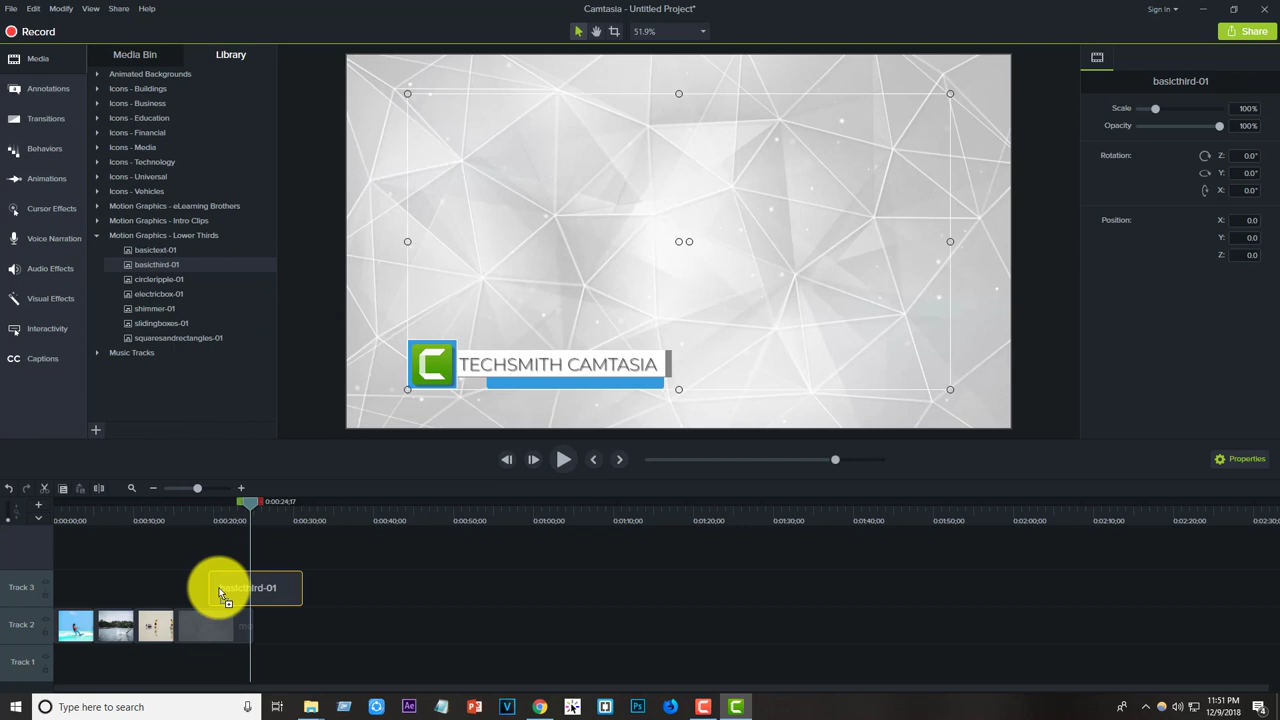 File Edit Modify View Share Help
Camtasia - Untitled Project*
Sign In
Record
51.9%
Share
Media
Annotations
Transitions
Behaviors
Animations
Cursor Effects
Voice Narration
Audio Effects
Visual Effects
Interactivity
CC Captions
Media Bin Library
Animated Backgrounds
Icons - Buildings
Icons - Business
Icons - Education
Icons - Financial
Icons - Media
Icons - Technology
Icons - Universal
Icons - Vehicles
Motion Graphics - eLearning Brothers
Motion Graphics - Intro Clips
Motion Graphics - Lower Thirds
basictext-01
basicthird-01
circleripple-01
electricbox-01
shimmer-01
slidingboxes-01
squaresandrectangles-01
Music Tracks
TECHSMITH CAMTASIA
basicthird-01
Scale 100%
Opacity 100%
Rotation: Z: 0.0°
Y: 0.0°
X: 0.0°
Position: X: 0.0
Y: 0.0
Z: 0.0
Properties
0:00:24;17
0:00:00;00 0:00:10;00 0:00:20;00 0:00:30;00 0:00:40;00 0:00:50;00 0:01:00;00 0:01:10;00 0:01:20;00 0:01:30;00 0:01:40;00 0:01:50;00 0:02:00;00 0:02:10;00 0:02:20;00 0:02:30
Track 3
basicthird-01
Track 2
Track 1
Type here to search
11:51 PM
12/9/2018